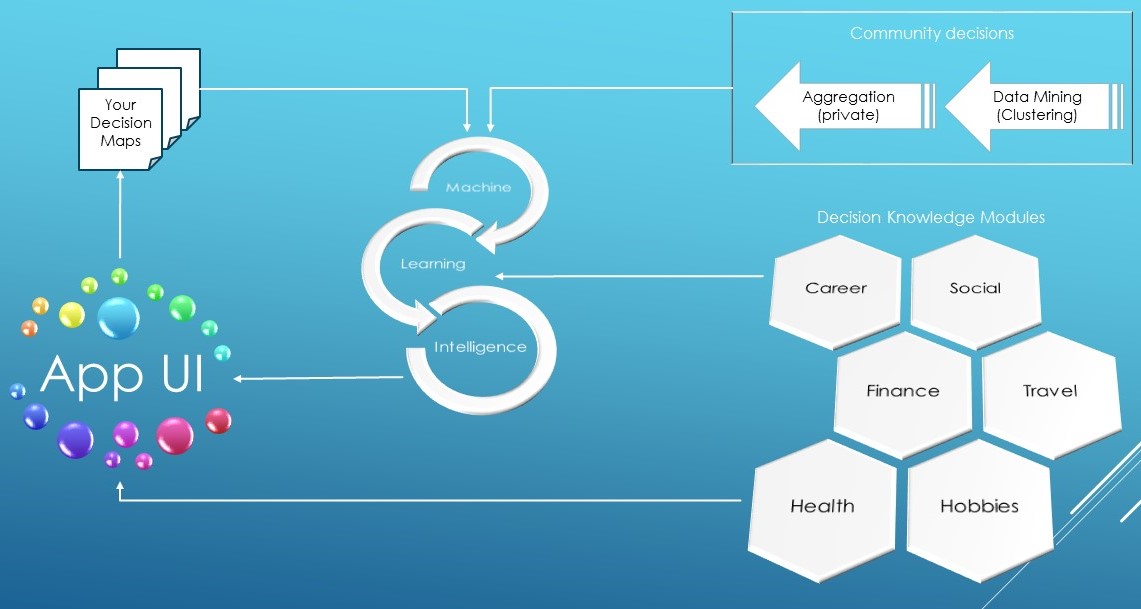 Community decisions
Your
Decision
Maps
Aggregation
(private)
Data Mining
(Clustering)
Machine
Learning
Intelligence
Decision Knowledge Modules
Career
Social
App UI
Finance
Travel
Health
Hobbies